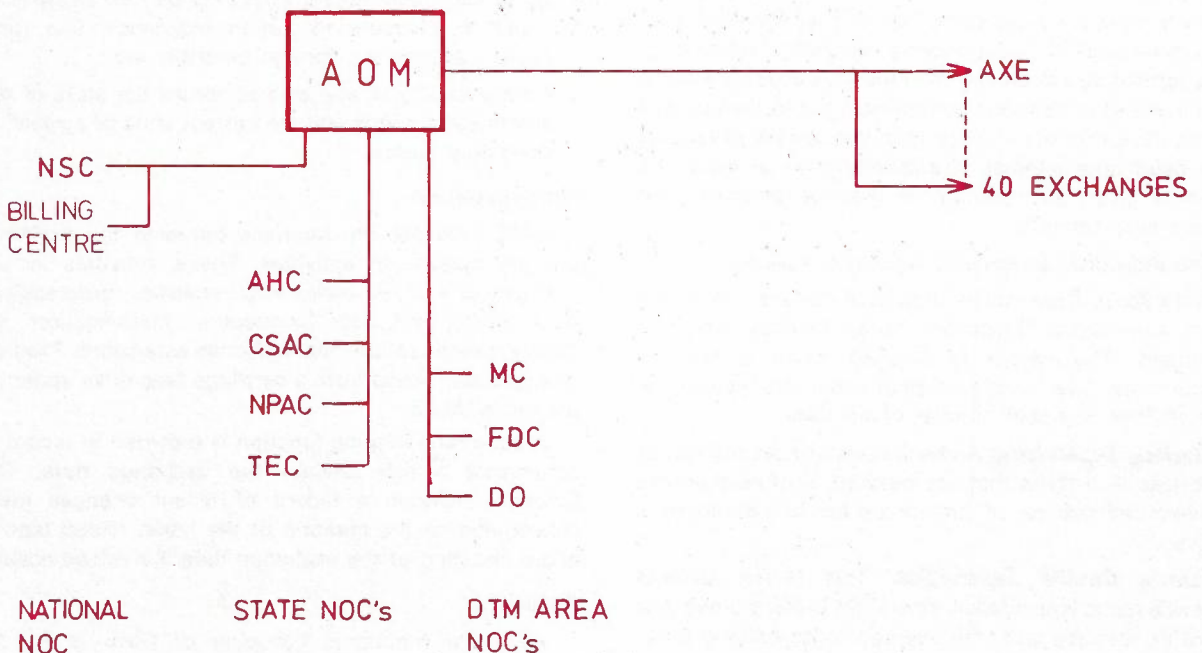 AOM
AXE
40 EXCHANGES
NSC
BILLING
CENTRE
AHC
CSAC
NPAC
TEC
MC
FDC
DO
NATIONAL
NOC
STATE NOC's
DTM AREA
NOC's